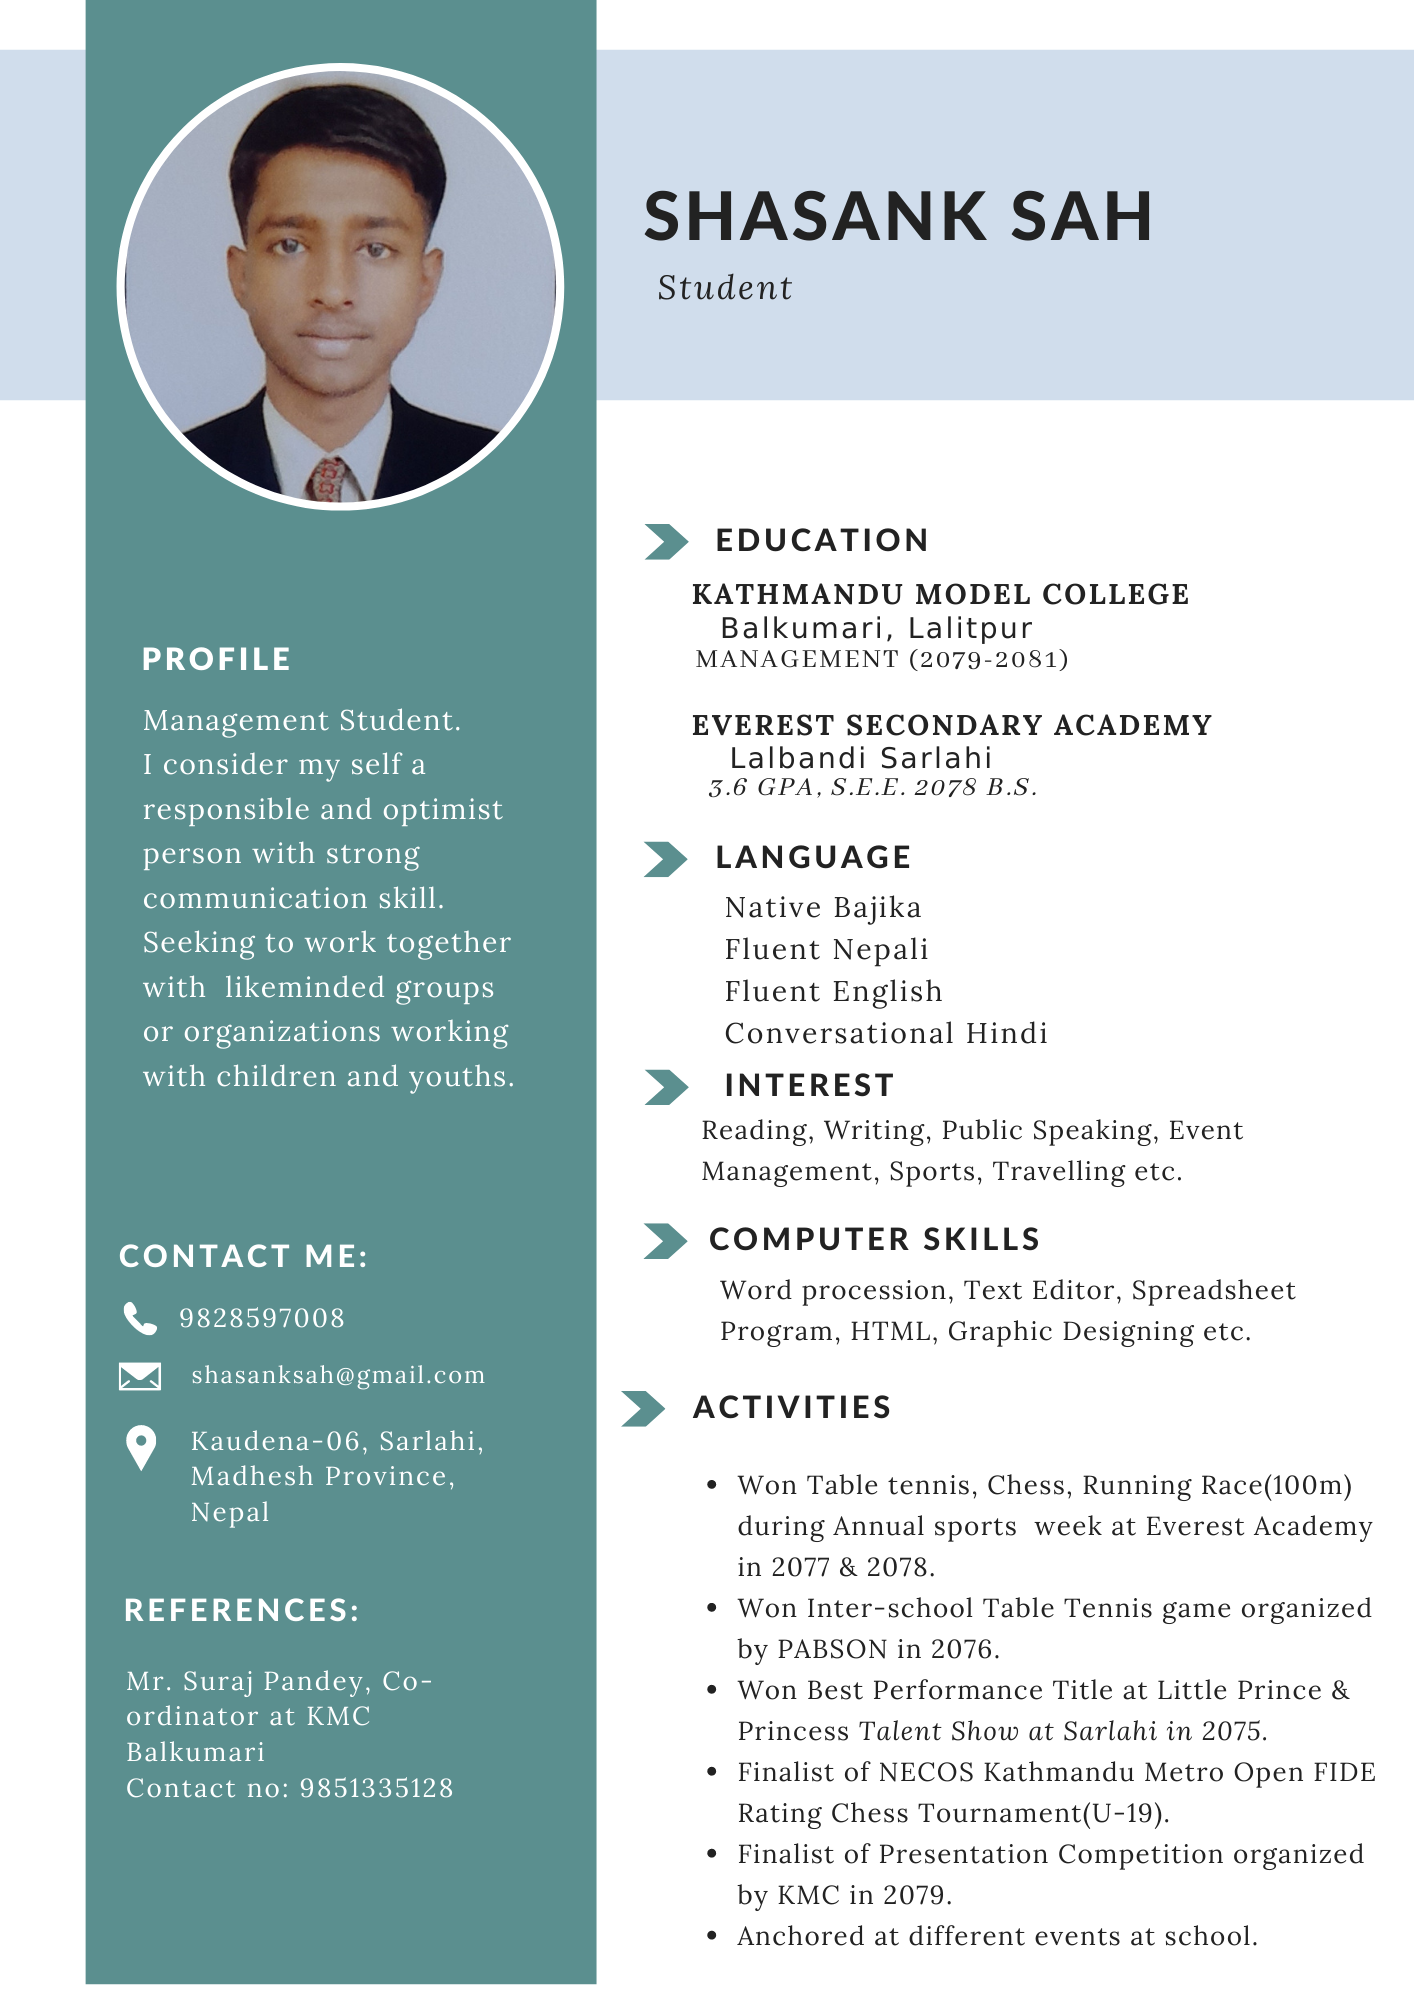 SHASANK SAH
Student
PROFILE
Management Student.
I consider my self a
responsible and optimist
person with strong
communication skill.
Seeking to work together
with  likeminded groups
or organizations working
with children and youths.
CONTACT ME:
9828597008
shasanksah@gmail.com
Kaudena-06, Sarlahi,
Madhesh Province,
Nepal
REFERENCES:
Mr. Suraj Pandey, Co-
ordinator at KMC
Balkumari
Contact no: 9851335128
EDUCATION
KATHMANDU MODEL COLLEGE
Balkumari, Lalitpur
MANAGEMENT (2079-2081)
EVEREST SECONDARY ACADEMY
Lalbandi Sarlahi
3.6 GPA, S.E.E. 2078 B.S.
LANGUAGE
Native Bajika
Fluent Nepali
Fluent English
Conversational Hindi
INTEREST
Reading, Writing, Public Speaking, Event
Management, Sports, Travelling etc.
COMPUTER SKILLS
Word procession, Text Editor, Spreadsheet
Program, HTML, Graphic Designing etc.
ACTIVITIES
• Won Table tennis, Chess, Running Race(100m)
during Annual sports  week at Everest Academy
in 2077 & 2078.
• Won Inter-school Table Tennis game organized
by PABSON in 2076.
• Won Best Performance Title at Little Prince &
Princess Talent Show at Sarlahi in 2075.
• Finalist of NECOS Kathmandu Metro Open FIDE
Rating Chess Tournament(U-19).
• Finalist of Presentation Competition organized
by KMC in 2079.
• Anchored at different events at school.